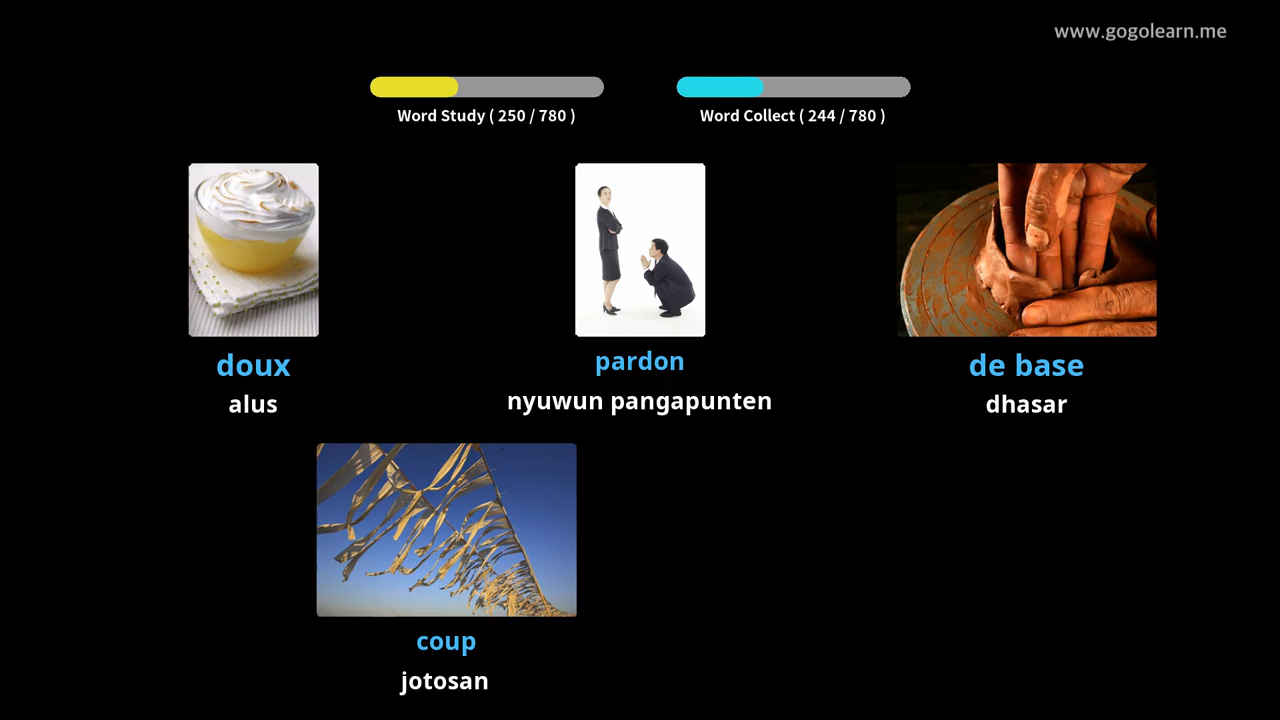 www.gogolearn.me
Word Study ( 250 / 780 )
Word Collect ( 244 / 780 )
doux
alus
pardon
nyuwun pangapunten
de base
dhasar
coup
jotosan